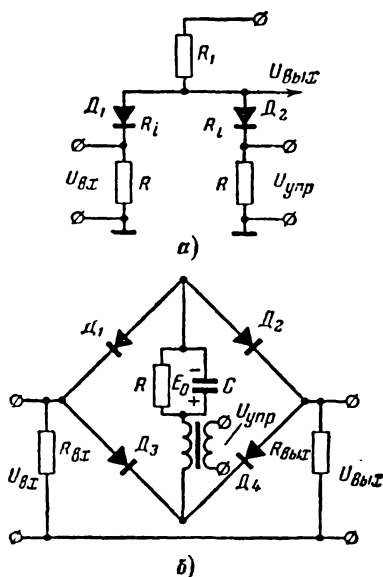 R₁
Uвых
Д₁
Rᵢ
Rᵢ
Д₂
Uвх
R
R
Uупр
а)
Д₁
Д₂
R
E₀
−
+
C
Uупр
Rвх
Uвх
Д₃
Д₄
Rвых
Uвых
б)